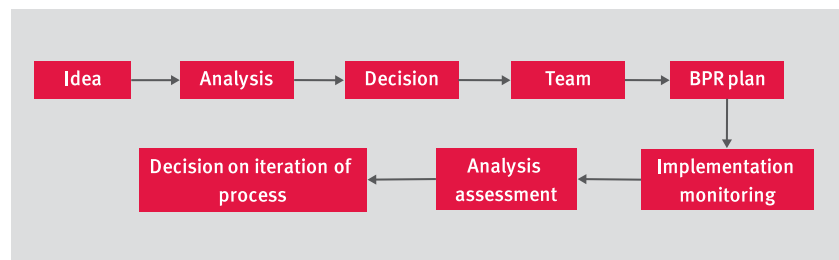 Idea
Analysis
Decision
Team
BPR plan
Implementation
monitoring
Analysis
assessment
Decision on iteration of
process